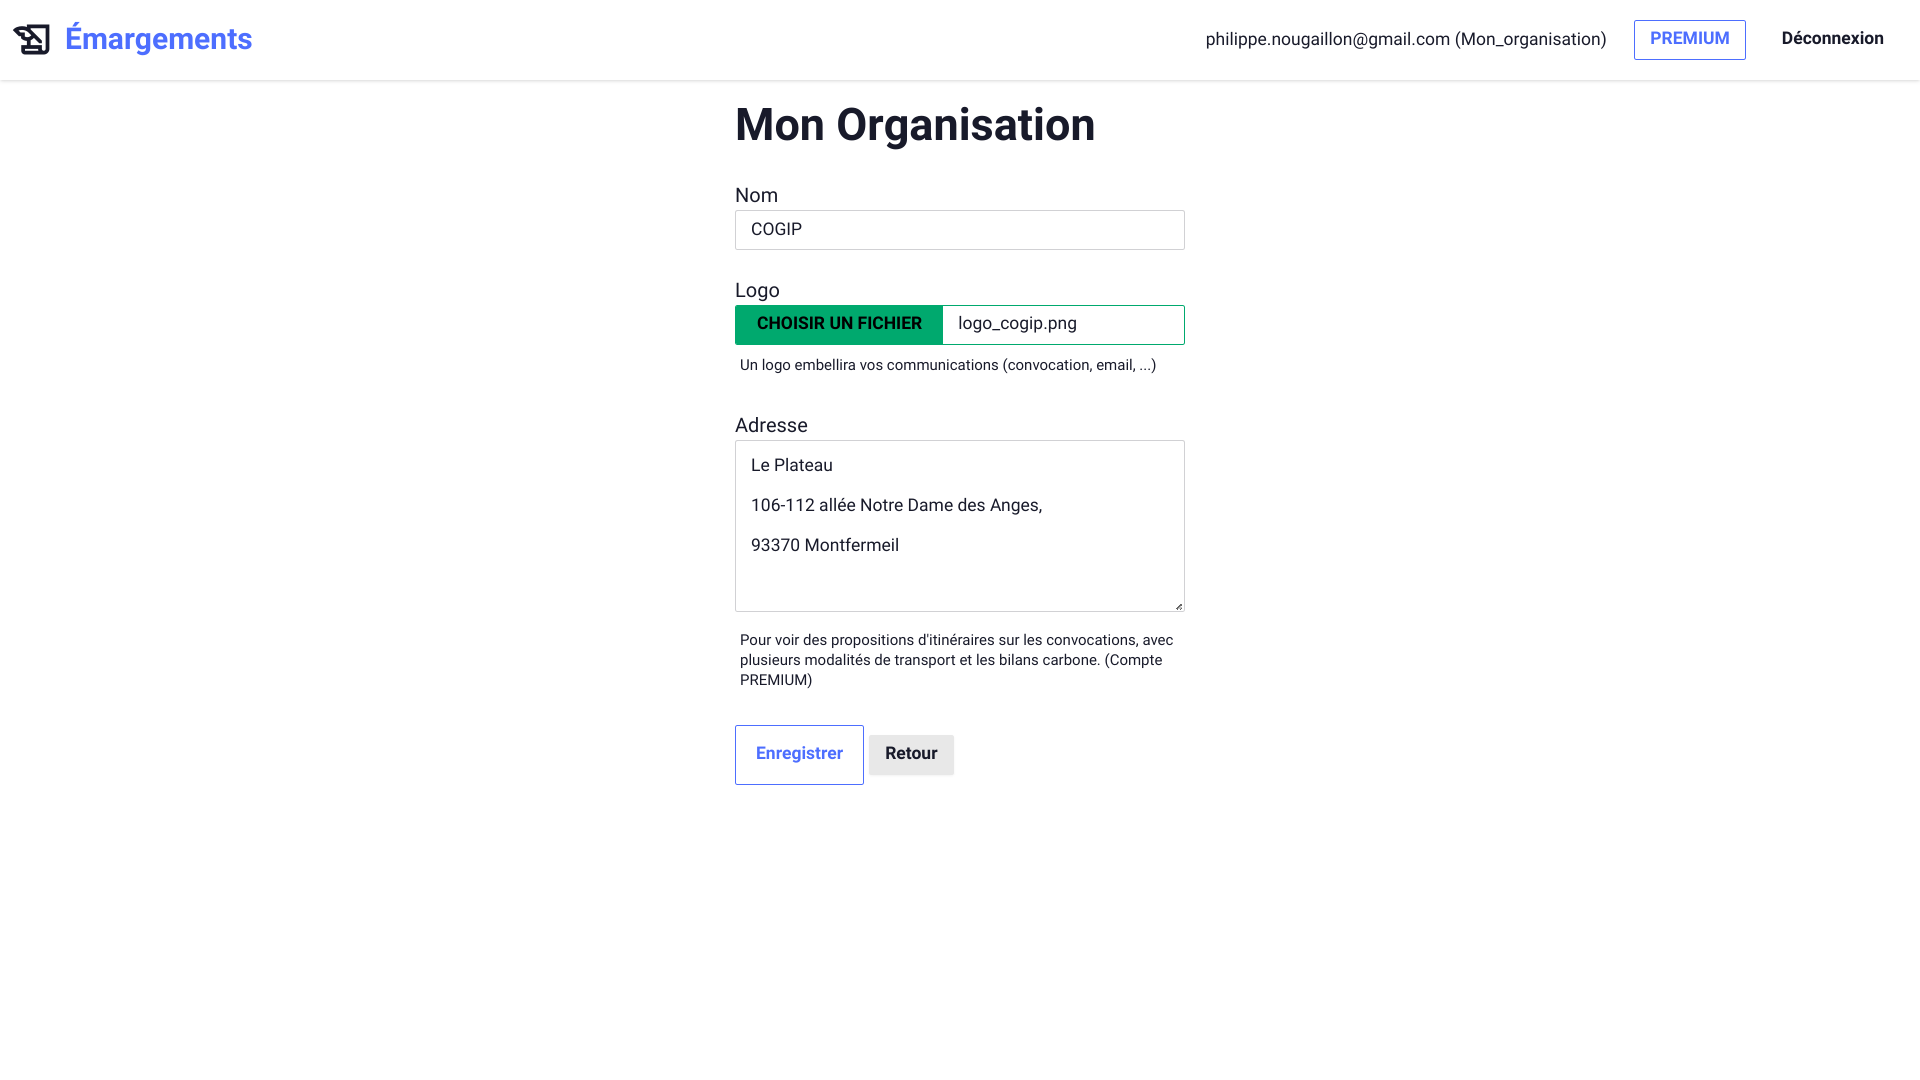 Émargements
philippe.nougaillon@gmail.com (Mon_organisation)
PREMIUM
Déconnexion
Mon Organisation
Nom
COGIP
Logo
CHOISIR UN FICHIER
logo_cogip.png
Un logo embellira vos communications (convocation, email, ...)
Adresse
Le Plateau
106-112 allée Notre Dame des Anges,
93370 Montfermeil
Pour voir des propositions d'itinéraires sur les convocations, avec
plusieurs modalités de transport et les bilans carbone. (Compte
PREMIUM)
Enregistrer
Retour